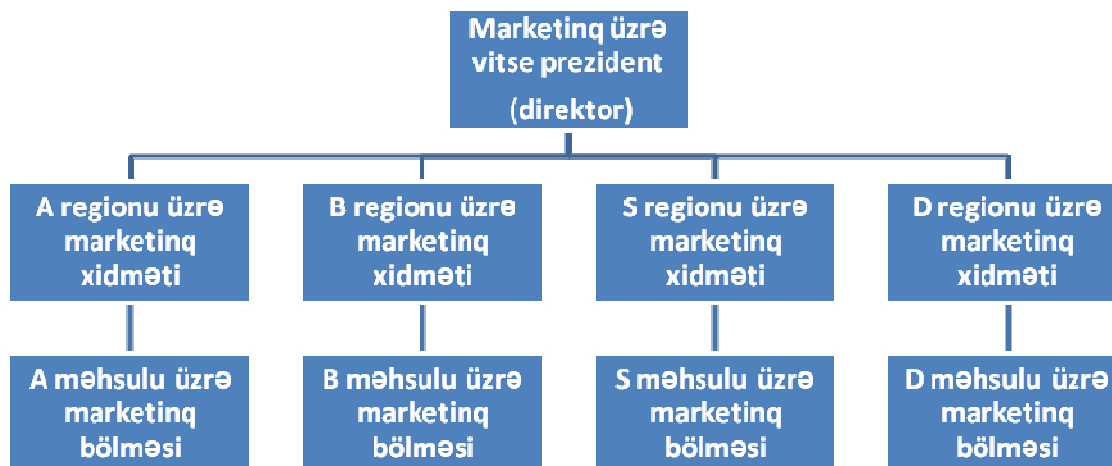 Marketinq üzrə
vitse prezident
(direktor)
A regionu üzrə
marketinq
xidməti
B regionu üzrə
marketinq
xidməti
S regionu üzrə
marketinq
xidməti
D regionu üzrə
marketinq
xidməti
A məhsulu üzrə
marketinq
bölməsi
B məhsulu üzrə
marketinq
bölməsi
S məhsulu üzrə
marketinq
bölməsi
D məhsulu üzrə
marketinq
bölməsi